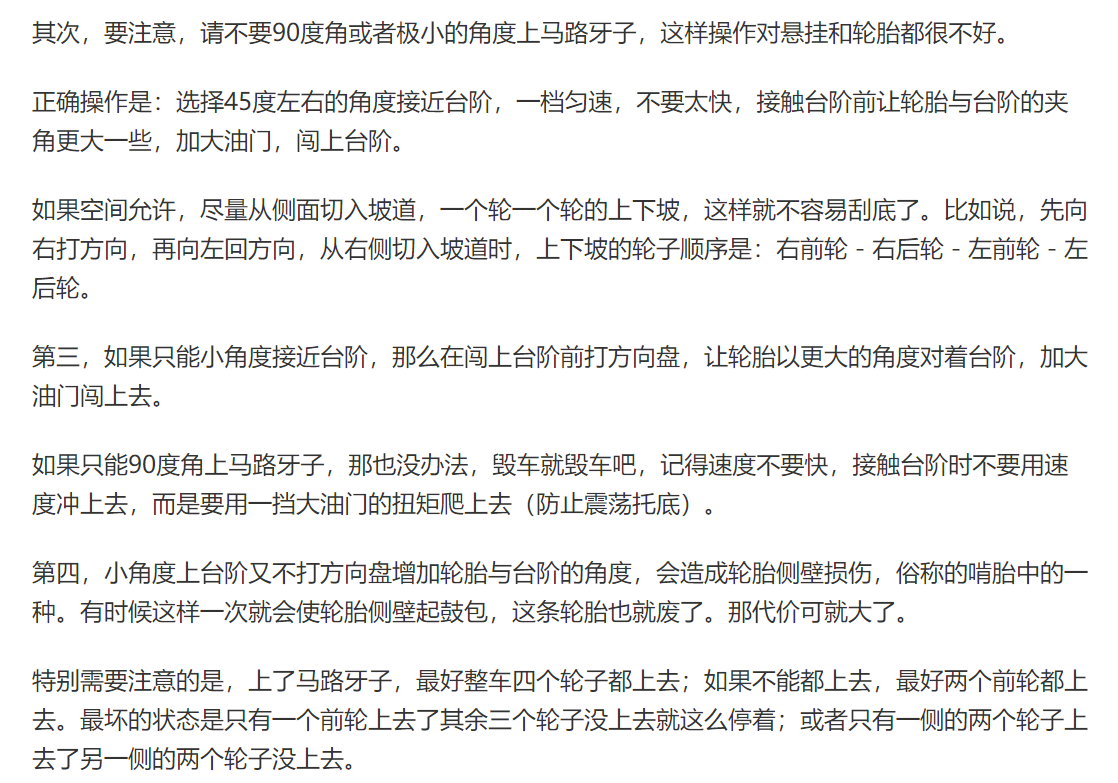 其次，要注意，请不要90度角或者极小的角度上马路牙子，这样操作对悬挂和轮胎都很不好。
正确操作是：选择45度左右的角度接近台阶，一档匀速，不要太快，接触台阶前让轮胎与台阶的夹
角更大一些，加大油门，闯上台阶。
如果空间允许，尽量从侧面切入坡道，一个轮一个轮的上下坡，这样就不容易刮底了。比如说，先向
右打方向，再向左回方向，从右侧切入坡道时，上下坡的轮子顺序是：右前轮 - 右后轮 - 左前轮 - 左
后轮。
第三，如果只能小角度接近台阶，那么在闯上台阶前打方向盘，让轮胎以更大的角度对着台阶，加大
油门闯上去。
如果只能90度角上马路牙子，那也没办法，毁车就毁车吧，记得速度不要快，接触台阶时不要用速
度冲上去，而是要用一挡大油门的扭矩爬上去（防止震荡托底）。
第四，小角度上台阶又不打方向盘增加轮胎与台阶的角度，会造成轮胎侧壁损伤，俗称的啃胎中的一
种。有时候这样一次就会使轮胎侧壁起鼓包，这条轮胎也就废了。那代价可就大了。
特别需要注意的是，上了马路牙子，最好整车四个轮子都上去；如果不能都上去，最好两个前轮都上
去。最坏的状态是只有一个前轮上去了其余三个轮子没上去就这么停着；或者只有一侧的两个轮子上
去了另一侧的两个轮子没上去。